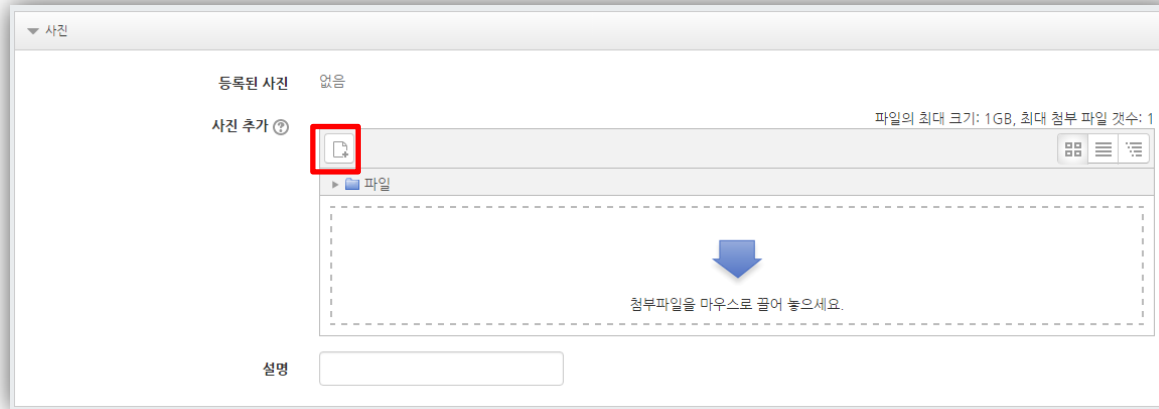 사진
등록된 사진 없음
파일의 최대 크기: 1GB, 최대 첨부 파일 갯수: 1
사진 추가
파일
첨부파일을 마우스로 끌어 놓으세요.
설명